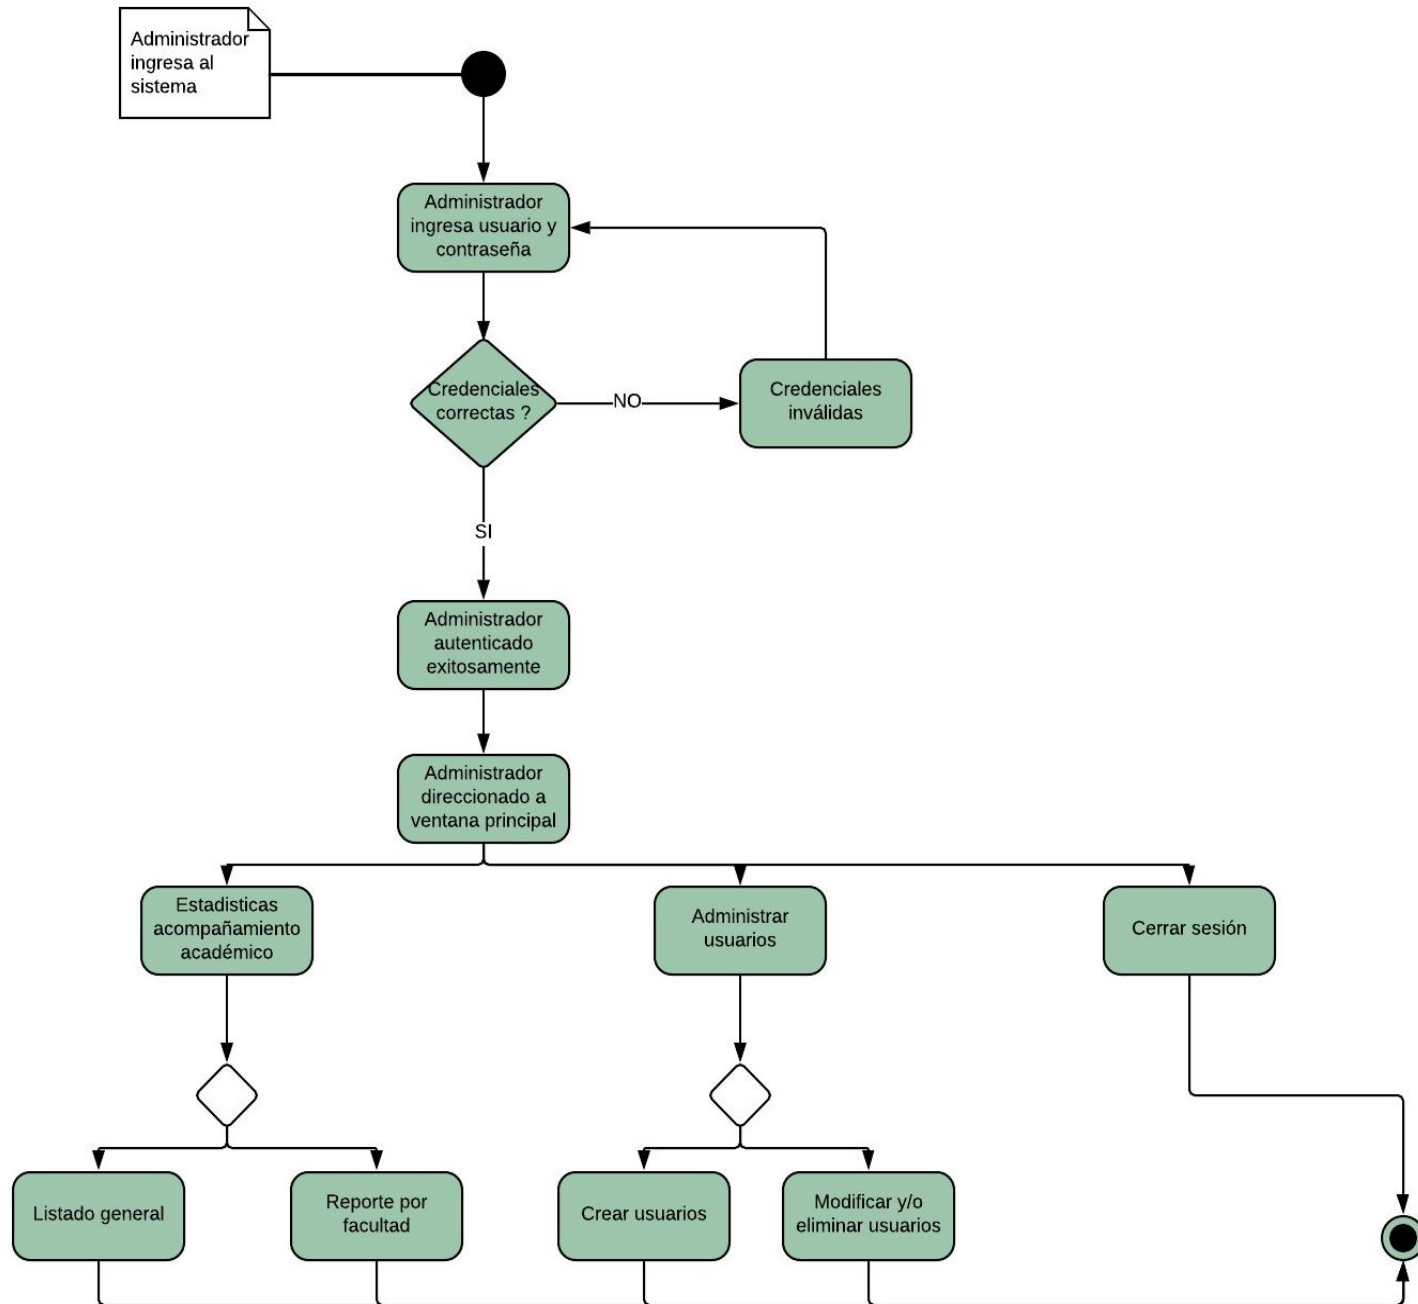 Administrador
ingresa al
sistema
Administrador
ingresa usuario y
contraseña
Credenciales
correctas ?
NO
Credenciales
inválidas
SI
Administrador
autenticado
exitosamente
Administrador
direccionado a
ventana principal
Estadisticas
acompañamiento
académico
Administrar
usuarios
Cerrar sesión
Listado general
Reporte por
facultad
Crear usuarios
Modificar y/o
eliminar usuarios